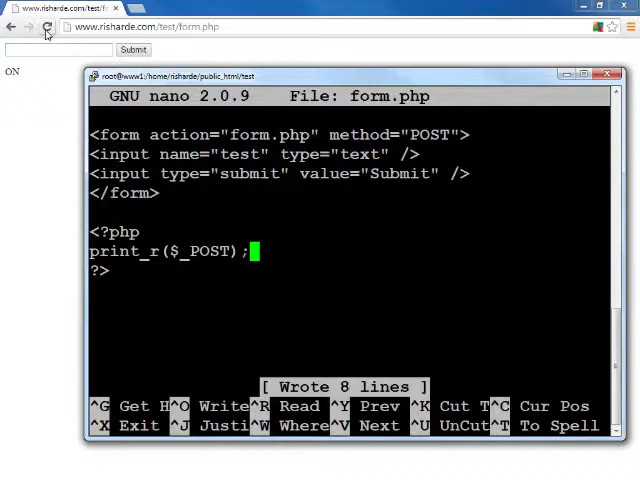 www.risharde.com/test/f
www.risharde.com/test/form.php
Submit
ON
root@www1:/home/risharde/public_html/test
GNU nano 2.0.9 File: form.php
<form action="form.php" method="POST">
<input name="test" type="text" />
<input type="submit" value="Submit" />
</form>
<?php
print_r($_POST);
?>
[ Wrote 8 lines ]
^G Get H^O Write^R Read ^Y Prev ^K Cut T^C Cur Pos
^X Exit ^J Justi^W Where^V Next ^U UnCut^T To Spell